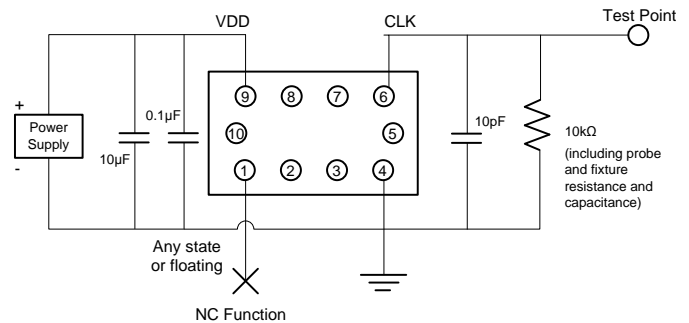 VDD
CLK
Test Point
+
Power
Supply
-
10µF
0.1µF
9
8
7
6
10
5
1
2
3
4
10pF
10kΩ
(including probe
and fixture
resistance and
capacitance)
Any state
or floating
NC Function